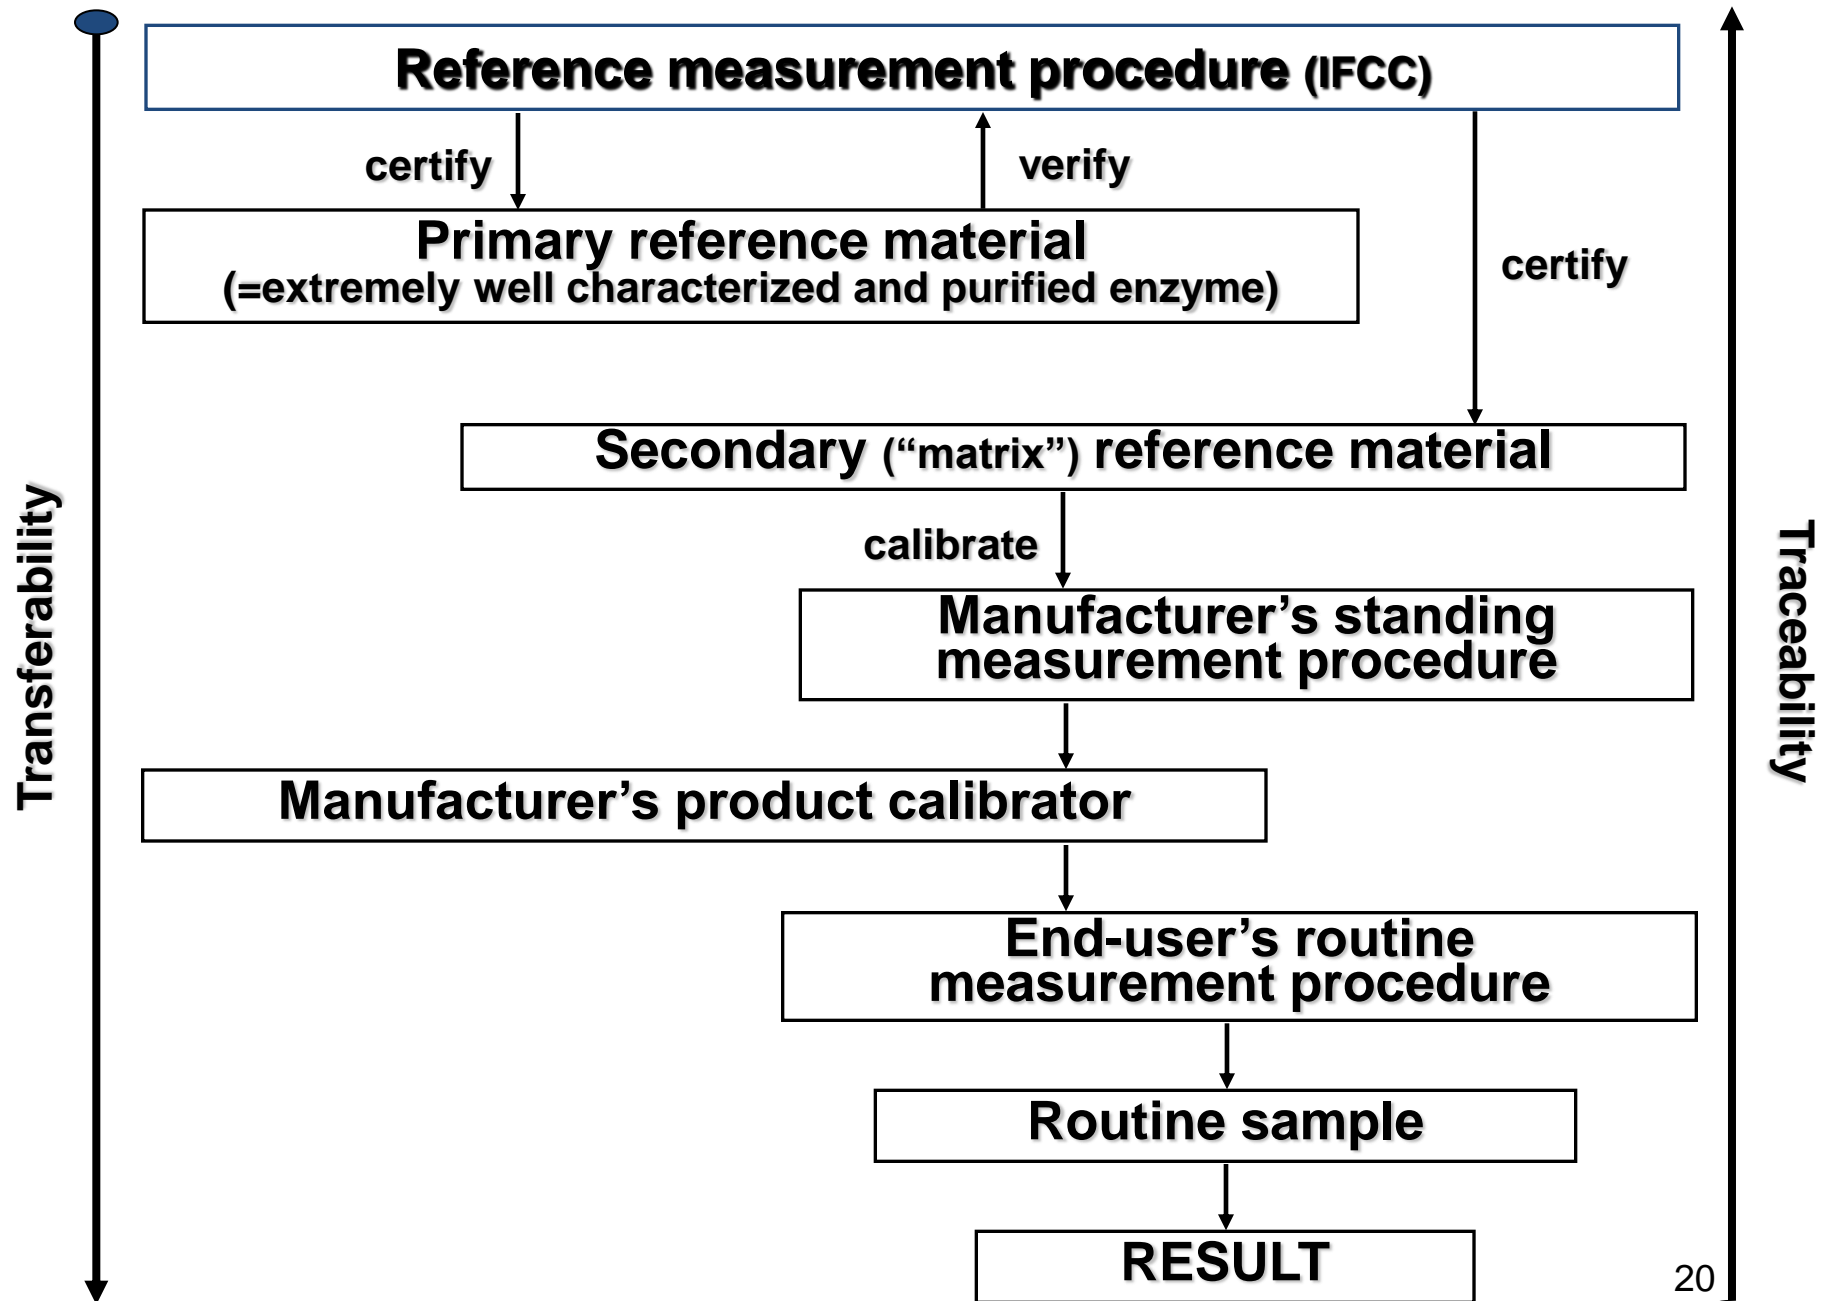 Reference measurement procedure (IFCC)
certify
verify
Primary reference material
(=extremely well characterized and purified enzyme)
certify
Secondary (“matrix”) reference material
calibrate
Manufacturer’s standing
measurement procedure
Transferability
Traceability
Manufacturer’s product calibrator
End-user’s routine
measurement procedure
Routine sample
RESULT
20